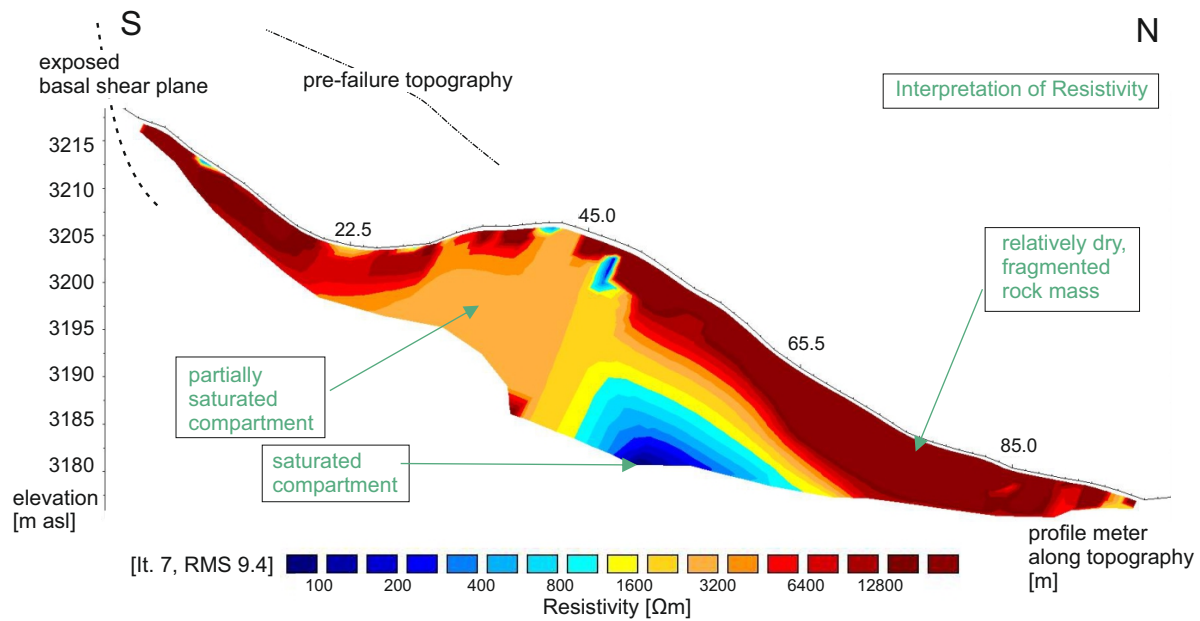 S
N
exposed
basal shear plane
pre-failure topography
Interpretation of Resistivity
3215
3210
3205
3200
3195
3190
3185
3180
elevation
[m asl]
22.5
45.0
65.5
85.0
relatively dry,
fragmented
rock mass
partially
saturated
compartment
saturated
compartment
profile meter
along topography
[m]
[It. 7, RMS 9.4]
100 200 400 800 1600 3200 6400 12800
Resistivity [Ωm]